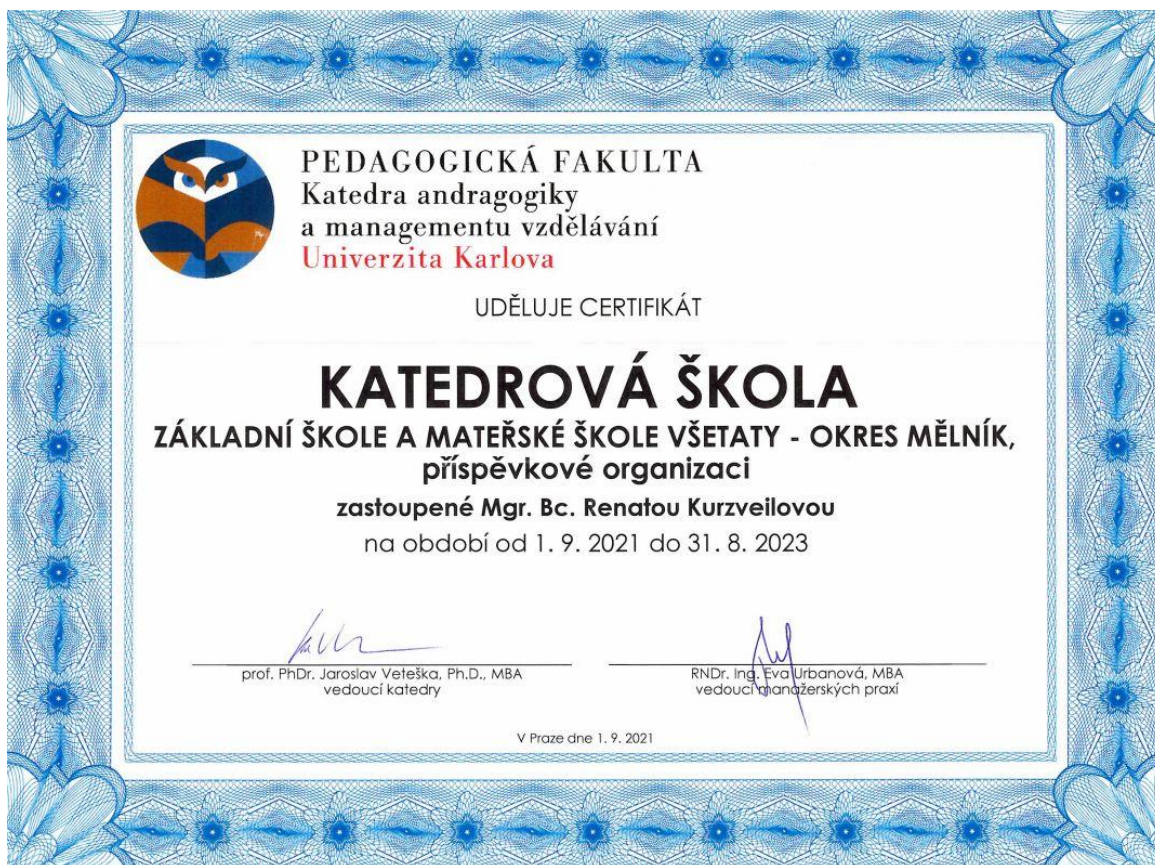 PEDAGOGICKÁ FAKULTA
Katedra andragogiky
a managementu vzdělávání
Univerzita Karlova
UDĚLUJE CERTIFIKÁT
KATEDROVÁ ŠKOLA
ZÁKLADNÍ ŠKOLE A MATEŘSKÉ ŠKOLE VŠETATY - OKRES MĚLNÍK,
příspěvkové organizaci
zastoupené Mgr. Bc. Renatou Kurzveilovou
na období od 1. 9. 2021 do 31. 8. 2023
prof. PhDr. Jaroslav Veteška, Ph.D., MBA
vedoucí katedry
RNDr. Ing. Eva Urbanová, MBA
vedoucí manažerských praxí
V Praze dne 1. 9. 2021